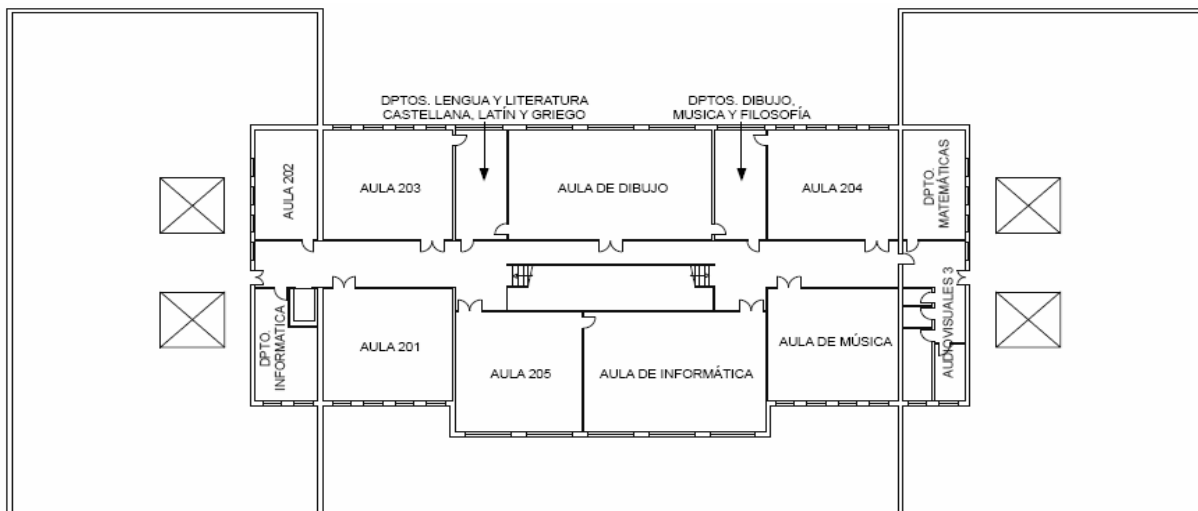 DPTOS. LENGUA Y LITERATURA
CASTELLANA, LATÍN Y GRIEGO
DPTOS. DIBUJO,
MUSICA Y FILOSOFÍA
AULA 202
AULA 203
AULA DE DIBUJO
AULA 204
DPTO.
MATEMÁTICAS
DPTO.
INFORMÁTICA
AULA 201
AULA 205
AULA DE INFORMÁTICA
AULA DE MÚSICA
AUDIOVISUALES 3